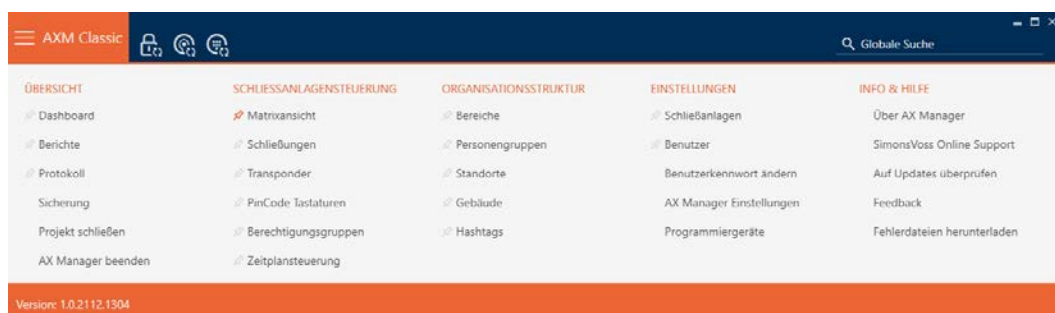 AXM Classic
Globale Suche
ÜBERSICHT SCHLIESSANLAGENSTEUERUNG ORGANISATIONSSTRUKTUR EINSTELLUNGEN INFO & HILFE
Dashboard Matrixansicht Bereiche Schließanlagen Über AX Manager
Berichte Schließungen Personengruppen Benutzer SimonsVoss Online Support
Protokoll Transponder Standorte Benutzerkennwort ändern Auf Updates überprüfen
Sicherung PinCode Tastaturen Gebäude AX Manager Einstellungen Feedback
Projekt schließen Berechtigungsgruppen Hashtags Programmiergeräte Fehlerdateien herunterladen
AX Manager beenden Zeitplansteuerung
Version: 1.0.2112.1304